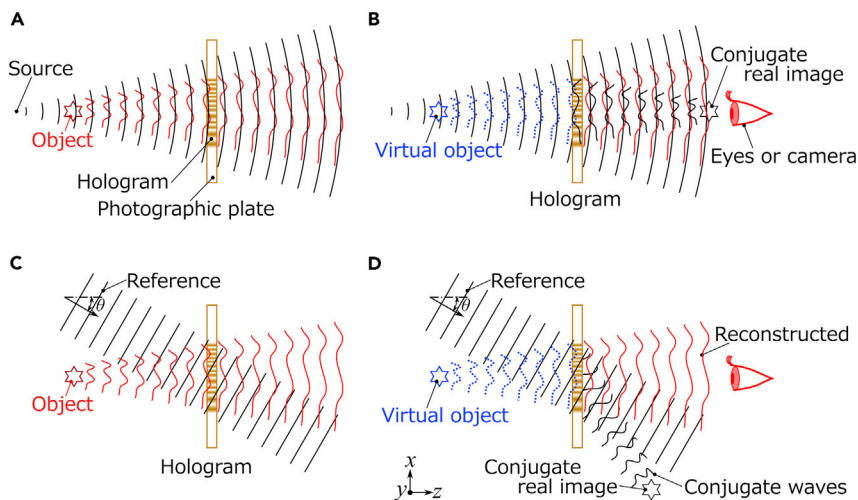 A
Source
Object
Hologram
Photographic plate
B
Conjugate
real image
Virtual object
Eyes or camera
Hologram
C
Reference
θ
Object
Hologram
D
Reference
θ
Reconstructed
Virtual object
Conjugate
real image
Conjugate waves
x
y
z